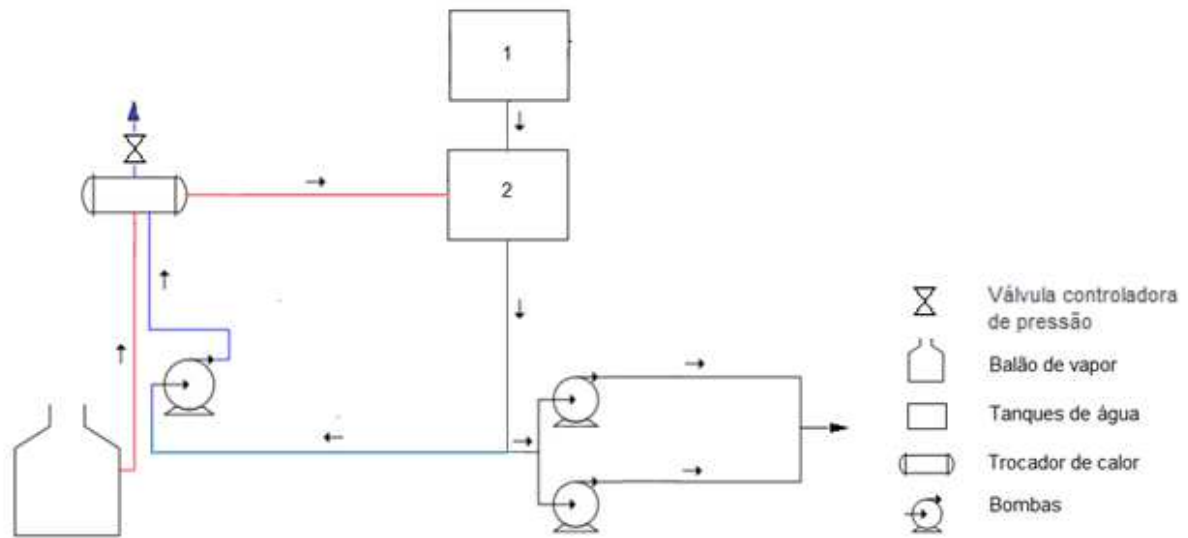 1
2
Válvula controladora
de pressão
Balão de vapor
Tanques de água
Trocador de calor
Bombas